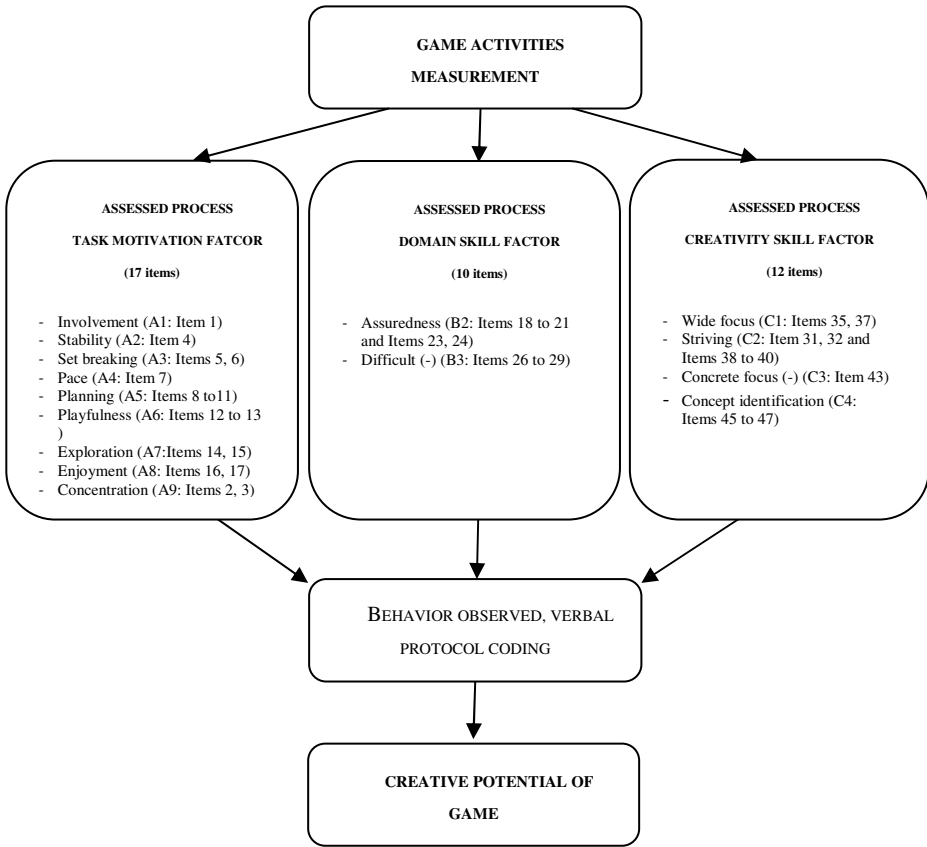 GAME ACTIVITIES
MEASUREMENT
ASSESSED PROCESS
TASK MOTIVATION FATCOR
(17 items)
- Involvement (A1: Item 1)
- Stability (A2: Item 4)
- Set breaking (A3: Items 5, 6)
- Pace (A4: Item 7)
- Planning (A5: Items 8 to11)
- Playfulness (A6: Items 12 to 13
)
- Exploration (A7:Items 14, 15)
- Enjoyment (A8: Items 16, 17)
- Concentration (A9: Items 2, 3)
ASSESSED PROCESS
DOMAIN SKILL FACTOR
(10 items)
- Assuredness (B2: Items 18 to 21
and Items 23, 24)
- Difficult (-) (B3: Items 26 to 29)
ASSESSED PROCESS
CREATIVITY SKILL FACTOR
(12 items)
- Wide focus (C1: Items 35, 37)
- Striving (C2: Item 31, 32 and
Items 38 to 40)
- Concrete focus (-) (C3: Item 43)
- Concept identification (C4:
Items 45 to 47)
BEHAVIOR OBSERVED, VERBAL
PROTOCOL CODING
CREATIVE POTENTIAL OF
GAME